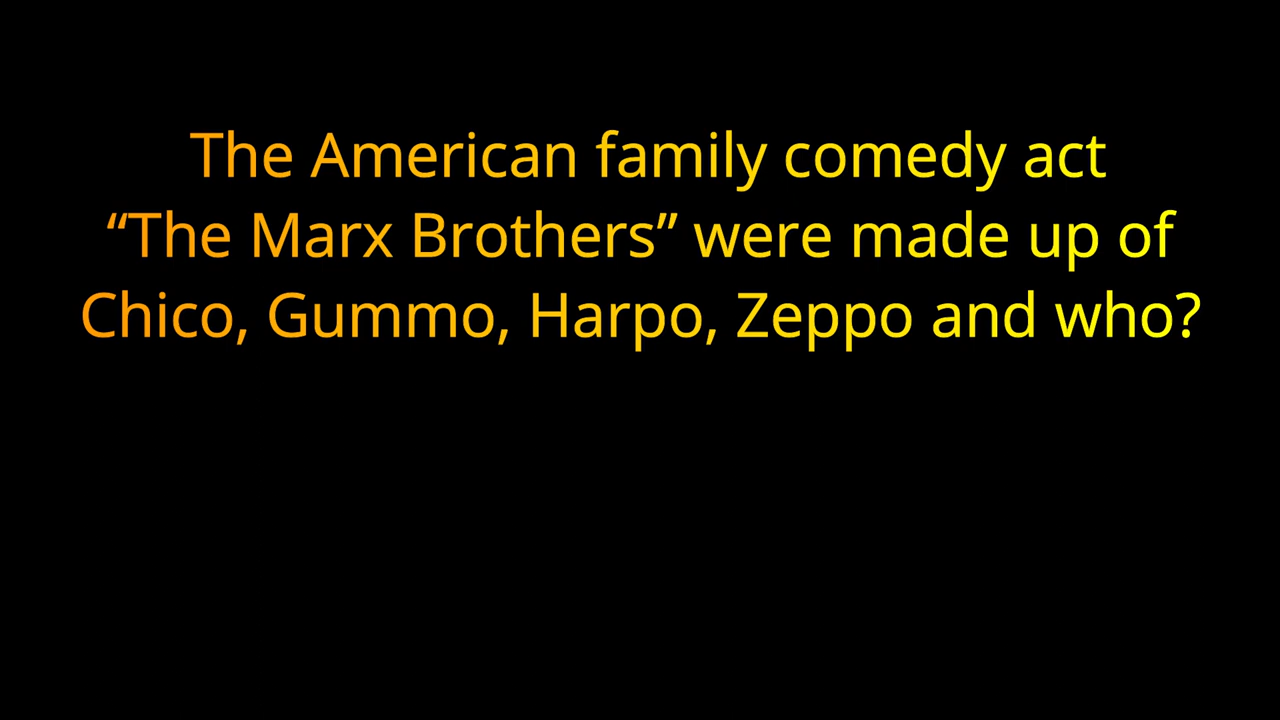 The American family comedy act
“The Marx Brothers” were made up of
Chico, Gummo, Harpo, Zeppo and who?